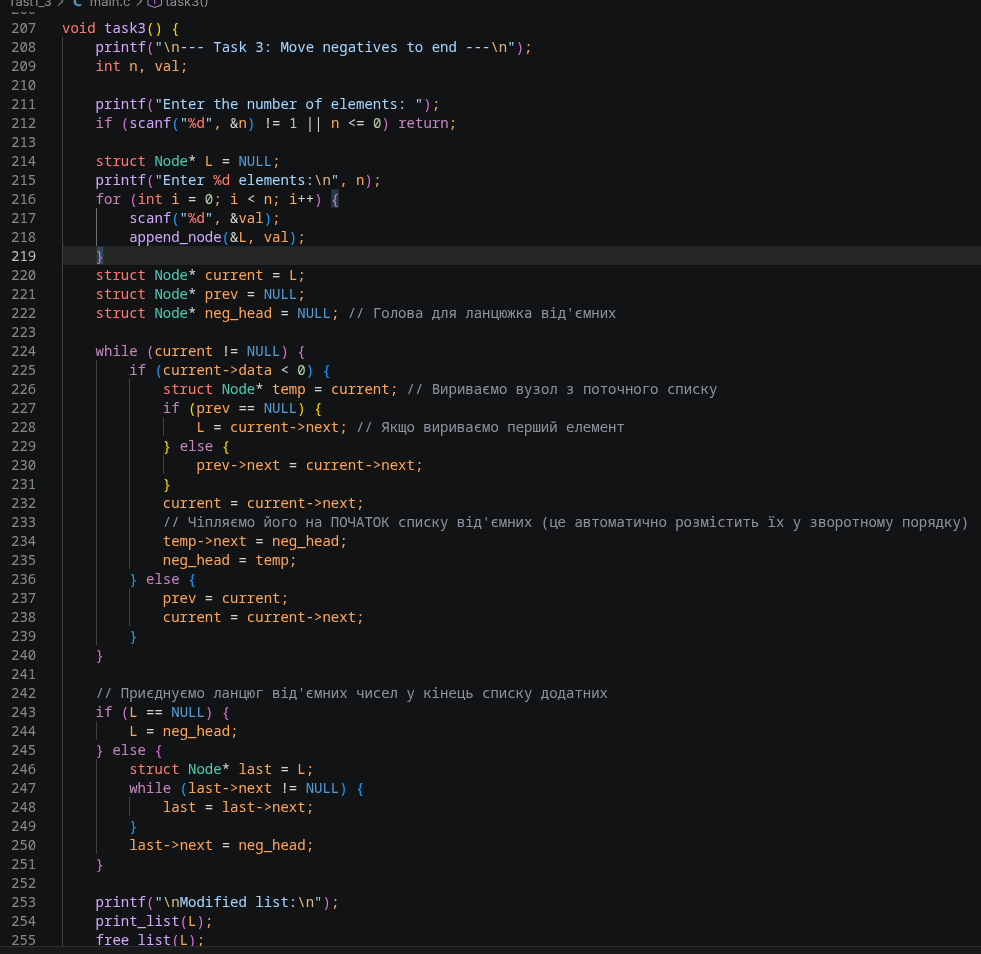 main.c > task3()
207 void task3() {
208     printf("\n--- Task 3: Move negatives to end ---\n");
209     int n, val;
210
211     printf("Enter the number of elements: ");
212     if (scanf("%d", &n) != 1 || n <= 0) return;
213
214     struct Node* L = NULL;
215     printf("Enter %d elements:\n", n);
216     for (int i = 0; i < n; i++) {
217         scanf("%d", &val);
218         append_node(&L, val);
219     }
220     struct Node* current = L;
221     struct Node* prev = NULL;
222     struct Node* neg_head = NULL; // Голова для ланцюжка від'ємних
223
224     while (current != NULL) {
225         if (current->data < 0) {
226             struct Node* temp = current; // Вириваємо вузол з поточного списку
227             if (prev == NULL) {
228                 L = current->next; // Якщо вириваємо перший елемент
229             } else {
230                 prev->next = current->next;
231             }
232             current = current->next;
233             // Чіпляємо його на ПОЧАТОК списку від'ємних (це автоматично розмістить їх у зворотному порядку)
234             temp->next = neg_head;
235             neg_head = temp;
236         } else {
237             prev = current;
238             current = current->next;
239         }
240     }
241
242     // Приєднуємо ланцюг від'ємних чисел у кінець списку додатних
243     if (L == NULL) {
244         L = neg_head;
245     } else {
246         struct Node* last = L;
247         while (last->next != NULL) {
248             last = last->next;
249         }
250         last->next = neg_head;
251     }
252
253     printf("\nModified list:\n");
254     print_list(L);
255     free_list(L);